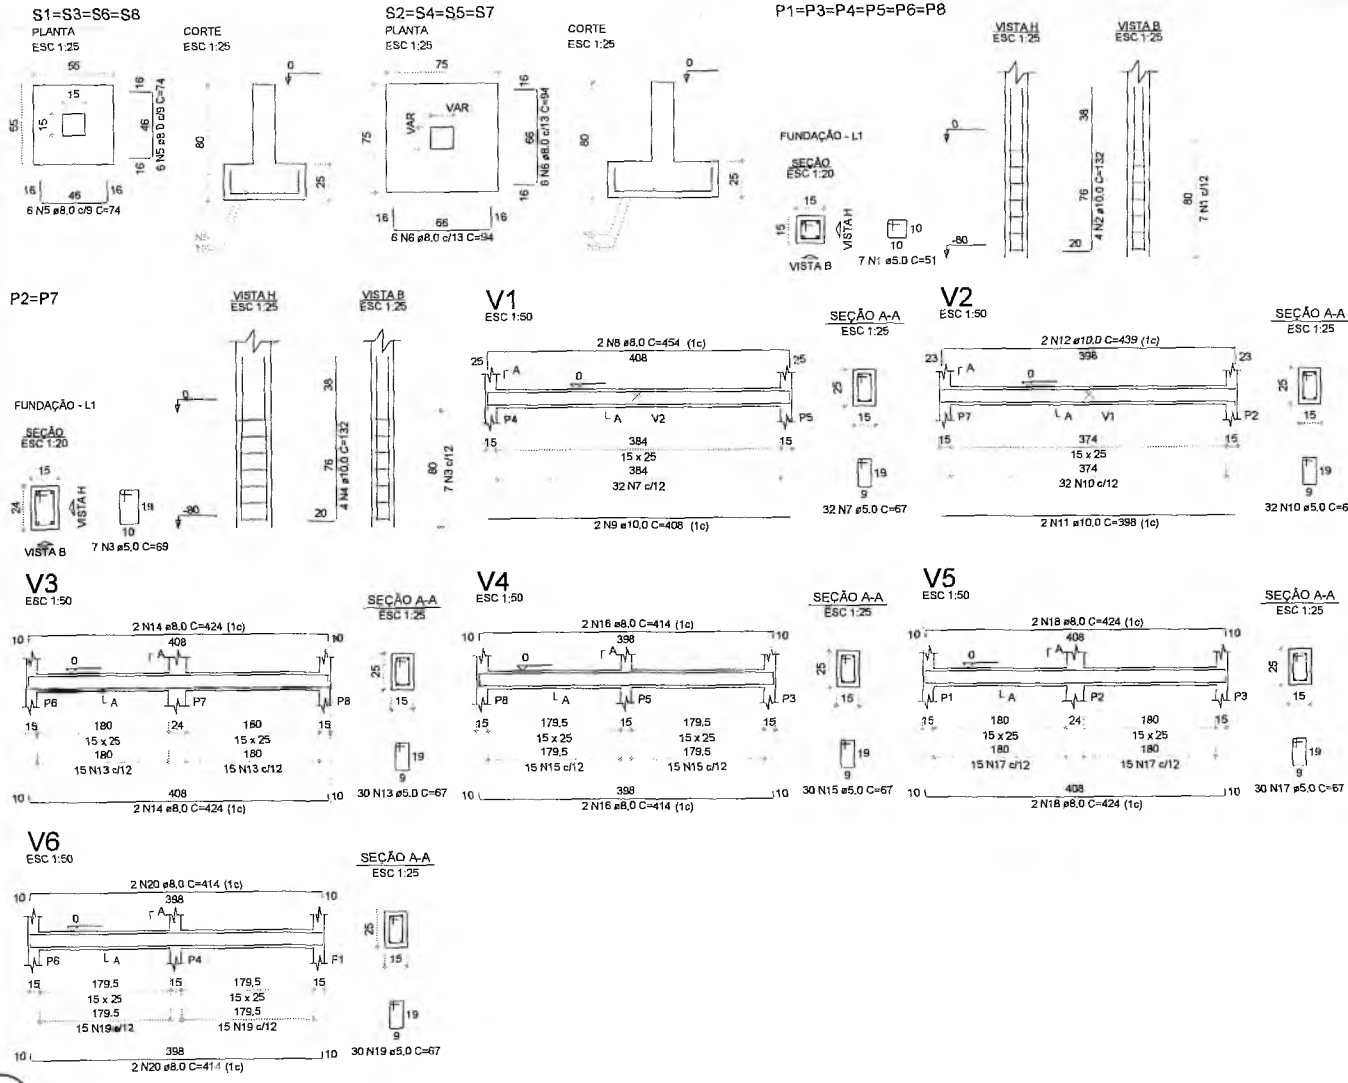 S1=S3=S6=S8
PLANTA
ESC 1:25
55
15
55
15
16
46
16
6 N5 ø8.0 c/9 C=74
16
46
16
6 N5 ø8.0 c/9 C=74
CORTE
ESC 1:25
0
80
25
N5
N5
S2=S4=S5=S7
PLANTA
ESC 1:25
75
VAR
75
VAR
16
66
16
6 N6 ø8.0 c/13 C=94
16
66
16
6 N6 ø8.0 c/13 C=94
CORTE
ESC 1:25
0
80
25
P1=P3=P4=P5=P6=P8
FUNDAÇÃO - L1
SEÇÃO
ESC 1:20
15
15
VISTA H
VISTA B
10
10
7 N1 ø5.0 C=51
VISTA H
ESC 1:25
0
-80
38
76
20
4 N2 ø10.0 C=132
VISTA B
ESC 1:25
80
7 N1 c/12
P2=P7
FUNDAÇÃO - L1
SEÇÃO
ESC 1:20
15
24
VISTA H
VISTA B
19
10
7 N3 ø5.0 C=69
VISTA H
ESC 1:25
0
-80
38
76
20
4 N4 ø10.0 C=132
VISTA B
ESC 1:25
80
7 N3 c/12
V1
ESC 1:50
2 N8 ø8.0 C=454 (1c)
25
408
25
A
0
P4
A
V2
P5
15
384
15
15 x 25
384
32 N7 c/12
2 N9 ø10.0 C=408 (1c)
SEÇÃO A-A
ESC 1:25
25
15
19
9
32 N7 ø5.0 C=67
V2
ESC 1:50
2 N12 ø10.0 C=439 (1c)
23
398
23
A
0
P7
A
V1
P2
15
374
15
15 x 25
374
32 N10 c/12
2 N11 ø10.0 C=398 (1c)
SEÇÃO A-A
ESC 1:25
25
15
19
9
32 N10 ø5.0 C=6
V3
ESC 1:50
2 N14 ø8.0 C=424 (1c)
10
408
10
A
0
P6
A
P7
P8
15
180
24
180
15
15 x 25
15 x 25
180
180
15 N13 c/12
15 N13 c/12
10
408
10
2 N14 ø8.0 C=424 (1c)
SEÇÃO A-A
ESC 1:25
25
15
19
9
30 N13 ø5.0 C=67
V4
ESC 1:50
2 N16 ø8.0 C=414 (1c)
10
398
10
A
0
P8
A
P5
P3
15
179,5
15
179,5
15
15 x 25
15 x 25
179,5
179,5
15 N15 c/12
15 N15 c/12
10
398
10
2 N16 ø8.0 C=414 (1c)
SEÇÃO A-A
ESC 1:25
25
15
19
9
30 N15 ø5.0 C=67
V5
ESC 1:50
2 N18 ø8.0 C=424 (1c)
10
408
10
A
0
P1
A
P2
P3
15
180
24
180
15
15 x 25
15 x 25
180
180
15 N17 c/12
15 N17 c/12
10
408
10
2 N18 ø8.0 C=424 (1c)
SEÇÃO A-A
ESC 1:25
25
15
19
9
30 N17 ø5.0 C=67
V6
ESC 1:50
2 N20 ø8.0 C=414 (1c)
10
398
10
A
0
P6
A
P4
P1
15
179,5
15
179,5
15
15 x 25
15 x 25
179,5
179,5
15 N19 c/12
15 N19 c/12
10
398
10
2 N20 ø8.0 C=414 (1c)
SEÇÃO A-A
ESC 1:25
25
15
19
9
30 N19 ø5.0 C=67